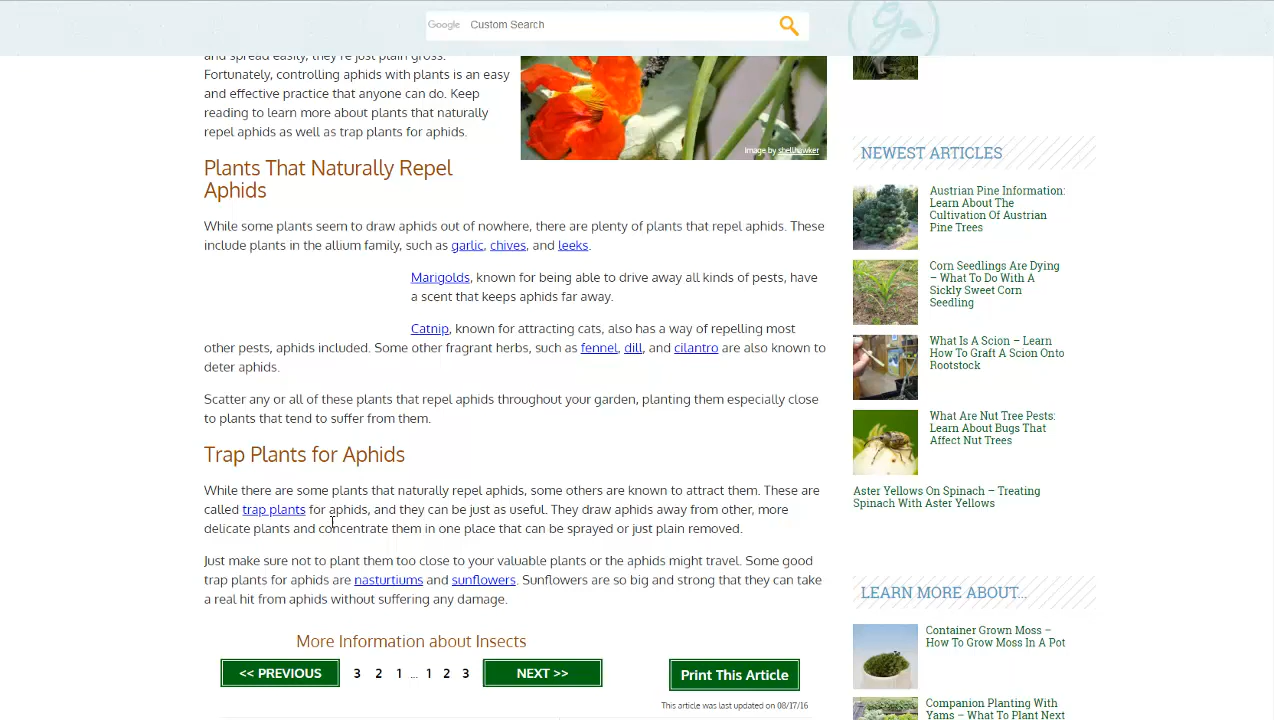 Google Custom Search
and spread easily, they're just plain gross.
Fortunately, controlling aphids with plants is an easy
and effective practice that anyone can do. Keep
reading to learn more about plants that naturally
repel aphids as well as trap plants for aphids.
Image by shellhawker
Plants That Naturally Repel
Aphids
While some plants seem to draw aphids out of nowhere, there are plenty of plants that repel aphids. These
include plants in the allium family, such as garlic, chives, and leeks.
Marigolds, known for being able to drive away all kinds of pests, have
a scent that keeps aphids far away.
Catnip, known for attracting cats, also has a way of repelling most
other pests, aphids included. Some other fragrant herbs, such as fennel, dill, and cilantro are also known to
deter aphids.
Scatter any or all of these plants that repel aphids throughout your garden, planting them especially close
to plants that tend to suffer from them.
Trap Plants for Aphids
While there are some plants that naturally repel aphids, some others are known to attract them. These are
called trap plants for aphids, and they can be just as useful. They draw aphids away from other, more
delicate plants and concentrate them in one place that can be sprayed or just plain removed.
Just make sure not to plant them too close to your valuable plants or the aphids might travel. Some good
trap plants for aphids are nasturtiums and sunflowers. Sunflowers are so big and strong that they can take
a real hit from aphids without suffering any damage.
More Information about Insects
<< PREVIOUS 3 2 1 ... 1 2 3 NEXT >>
Print This Article
This article was last updated on 08/17/16
NEWEST ARTICLES
Austrian Pine Information:
Learn About The
Cultivation Of Austrian
Pine Trees
Corn Seedlings Are Dying
– What To Do With A
Sickly Sweet Corn
Seedling
What Is A Scion – Learn
How To Graft A Scion Onto
Rootstock
What Are Nut Tree Pests:
Learn About Bugs That
Affect Nut Trees
Aster Yellows On Spinach – Treating
Spinach With Aster Yellows
LEARN MORE ABOUT...
Container Grown Moss –
How To Grow Moss In A Pot
Companion Planting With
Yams – What To Plant Next